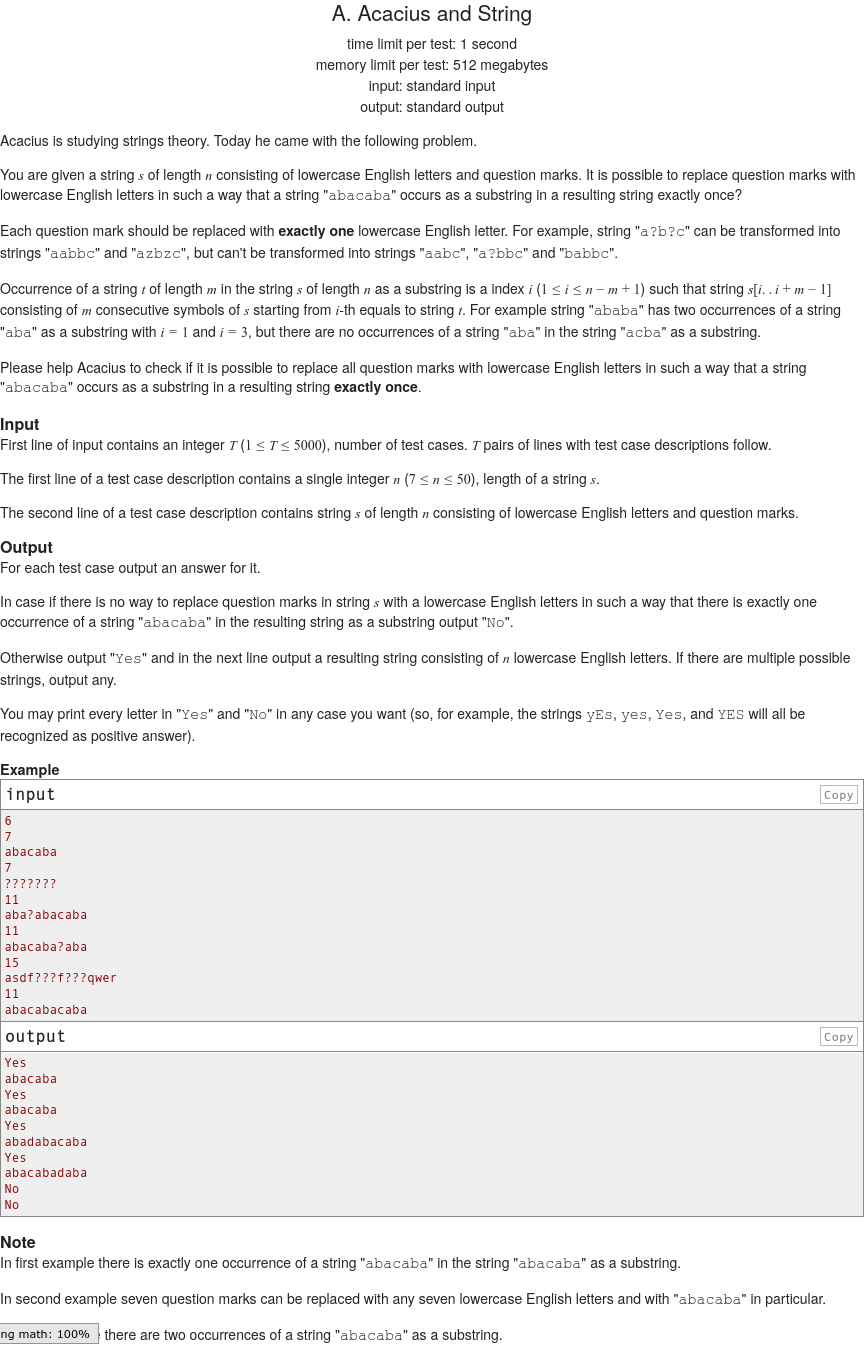 A. Acacius and String
time limit per test: 1 second
memory limit per test: 512 megabytes
input: standard input
output: standard output
Acacius is studying strings theory. Today he came with the following problem.
You are given a string s of length n consisting of lowercase English letters and question marks. It is possible to replace question marks with
lowercase English letters in such a way that a string "abacaba" occurs as a substring in a resulting string exactly once?
Each question mark should be replaced with exactly one lowercase English letter. For example, string "a?b?c" can be transformed into
strings "aabbc" and "azbzc", but can't be transformed into strings "aabc", "a?bbc" and "babbc".
Occurrence of a string t of length m in the string s of length n as a substring is a index i (1 ≤ i ≤ n − m + 1) such that string s[i. . i + m − 1]
consisting of m consecutive symbols of s starting from i-th equals to string t. For example string "ababa" has two occurrences of a string
"aba" as a substring with i = 1 and i = 3, but there are no occurrences of a string "aba" in the string "acba" as a substring.
Please help Acacius to check if it is possible to replace all question marks with lowercase English letters in such a way that a string
"abacaba" occurs as a substring in a resulting string exactly once.
Input
First line of input contains an integer T (1 ≤ T ≤ 5000), number of test cases. T pairs of lines with test case descriptions follow.
The first line of a test case description contains a single integer n (7 ≤ n ≤ 50), length of a string s.
The second line of a test case description contains string s of length n consisting of lowercase English letters and question marks.
Output
For each test case output an answer for it.
In case if there is no way to replace question marks in string s with a lowercase English letters in such a way that there is exactly one
occurrence of a string "abacaba" in the resulting string as a substring output "No".
Otherwise output "Yes" and in the next line output a resulting string consisting of n lowercase English letters. If there are multiple possible
strings, output any.
You may print every letter in "Yes" and "No" in any case you want (so, for example, the strings yEs, yes, Yes, and YES will all be
recognized as positive answer).
Example
input Copy
6
7
abacaba
7
???????
11
aba?abacaba
11
abacaba?aba
15
asdf???f???qwer
11
abacabacaba
output Copy
Yes
abacaba
Yes
abacaba
Yes
abadabacaba
Yes
abacabadaba
No
No
Note
In first example there is exactly one occurrence of a string "abacaba" in the string "abacaba" as a substring.
In second example seven question marks can be replaced with any seven lowercase English letters and with "abacaba" in particular.
ng math: 100% there are two occurrences of a string "abacaba" as a substring.